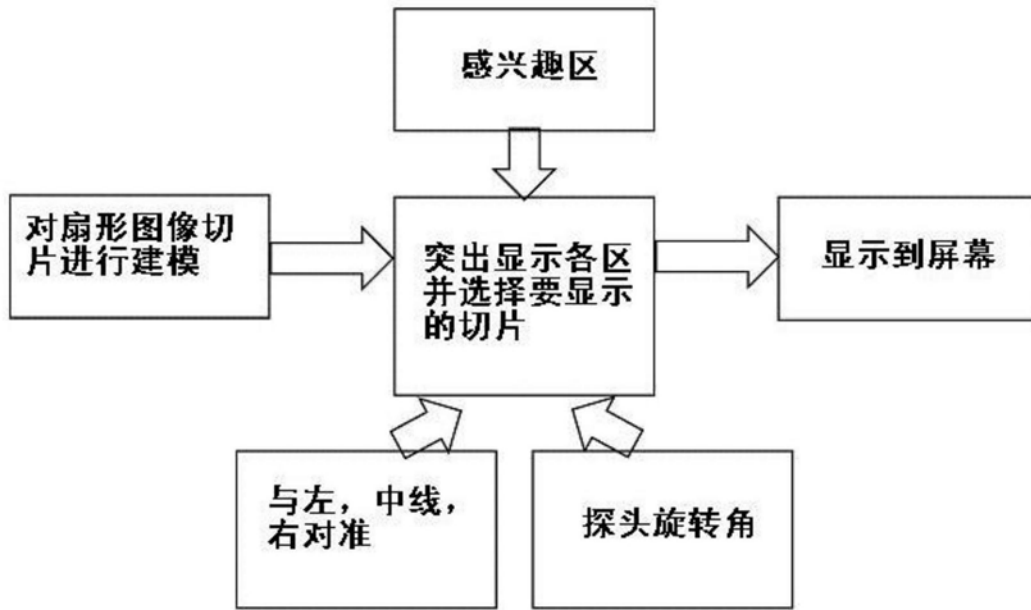 感兴趣区
对扇形图像切
片进行建模
突出显示各区
并选择要显示
的切片
显示到屏幕
与左，中线，
右对准
探头旋转角